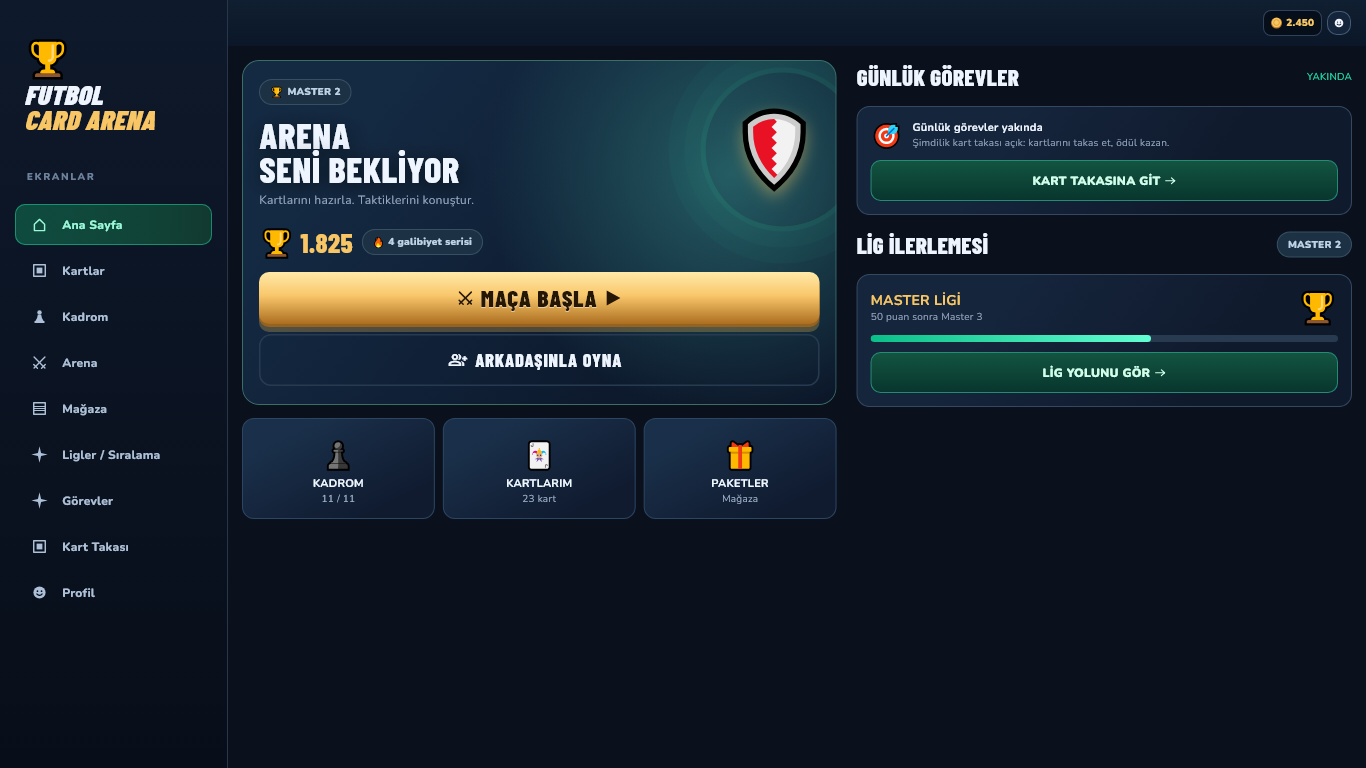 FUTBOL
CARD ARENA
EKRANLAR
Ana Sayfa
Kartlar
Kadrom
Arena
Mağaza
Ligler / Sıralama
Görevler
Kart Takası
Profil
2.450
MASTER 2
ARENA
SENİ BEKLİYOR
Kartlarını hazırla. Taktiklerini konuştur.
1.825
4 galibiyet serisi
MAÇA BAŞLA
ARKADAŞINLA OYNA
KADROM
11 / 11
KARTLARIM
23 kart
PAKETLER
Mağaza
GÜNLÜK GÖREVLER
YAKINDA
Günlük görevler yakında
Şimdilik kart takası açık: kartlarını takas et, ödül kazan.
KART TAKASINA GİT →
LİG İLERLEMESİ
MASTER 2
MASTER LİGİ
50 puan sonra Master 3
LİG YOLUNU GÖR →